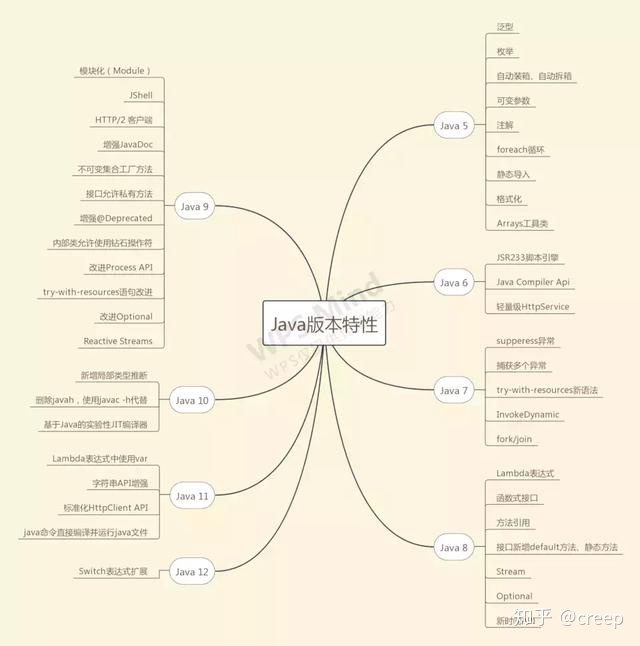 Java版本特性
Java 5
泛型
枚举
自动装箱、自动拆箱
可变参数
注解
foreach循环
静态导入
格式化
Arrays工具类
Java 6
JSR233脚本引擎
Java Compiler Api
轻量级HttpService
Java 7
supperess异常
捕获多个异常
try-with-resources新语法
InvokeDynamic
fork/join
Java 8
Lambda表达式
函数式接口
方法引用
接口新增default方法、静态方法
Stream
Optional
新时
Java 9
模块化（Module）
JShell
HTTP/2 客户端
增强JavaDoc
不可变集合工厂方法
接口允许私有方法
增强@Deprecated
内部类允许使用钻石操作符
改进Process API
try-with-resources语句改进
改进Optional
Reactive Streams
Java 10
新增局部类型推断
删除javah，使用javac -h代替
基于Java的实验性JIT编译器
Java 11
Lambda表达式中使用var
字符串API增强
标准化HttpClient API
java命令直接编译并运行java文件
Java 12
Switch表达式扩展
WPS Mind
知乎 @creep